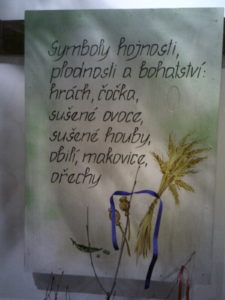 Symboly hojnosti,
plodnosti a bohatství:
hrách, čočka,
sušené ovoce,
sušené houby,
obilí, makovice,
ořechy